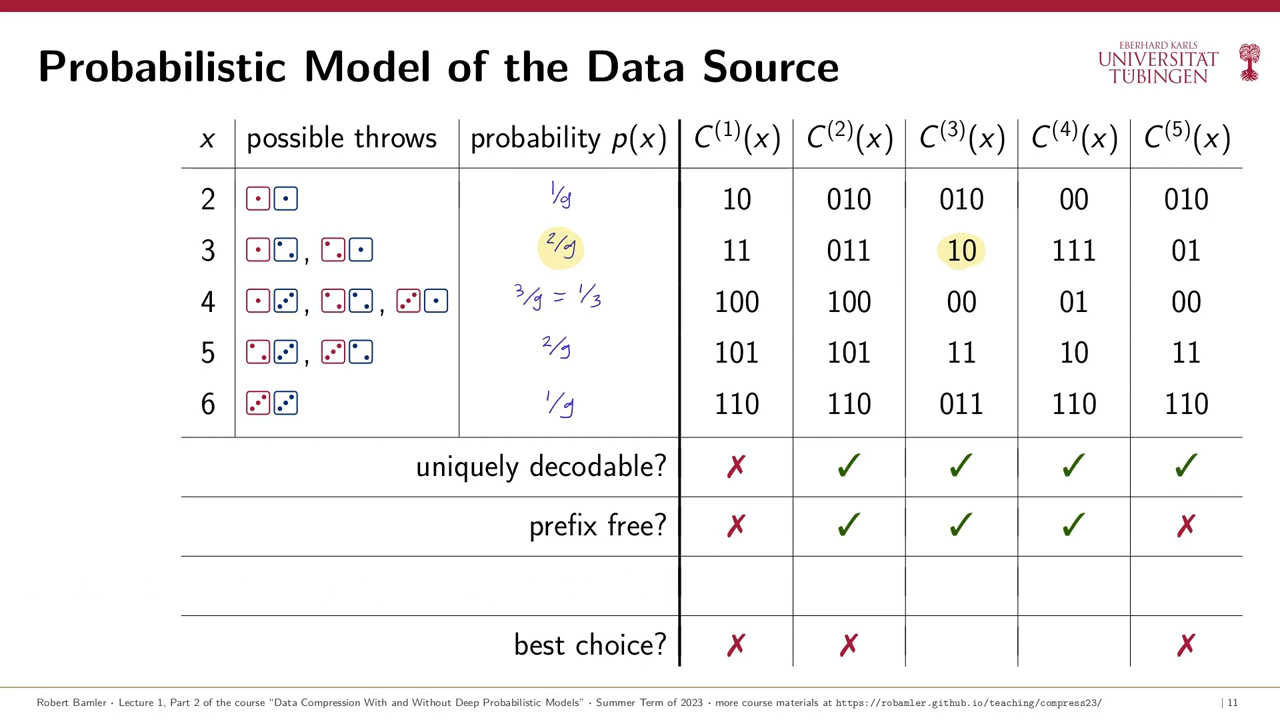 Probabilistic Model of the Data Source
EBERHARD KARLS
UNIVERSITÄT
TÜBINGEN
x possible throws probability p(x) C⁽¹⁾(x) C⁽²⁾(x) C⁽³⁾(x) C⁽⁴⁾(x) C⁽⁵⁾(x)
2 1/9 10 010 010 00 010
3 , 2/9 11 011 10 111 01
4 , , 3/9 = 1/3 100 100 00 01 00
5 , 2/9 101 101 11 10 11
6 1/9 110 110 011 110 110
uniquely decodable? ✗ ✓ ✓ ✓ ✓
prefix free? ✗ ✓ ✓ ✓ ✗
best choice? ✗ ✗ ✗
Robert Bamler · Lecture 1, Part 2 of the course “Data Compression With and Without Deep Probabilistic Models” · Summer Term of 2023 · more course materials at https://robamler.github.io/teaching/compress23/ | 11